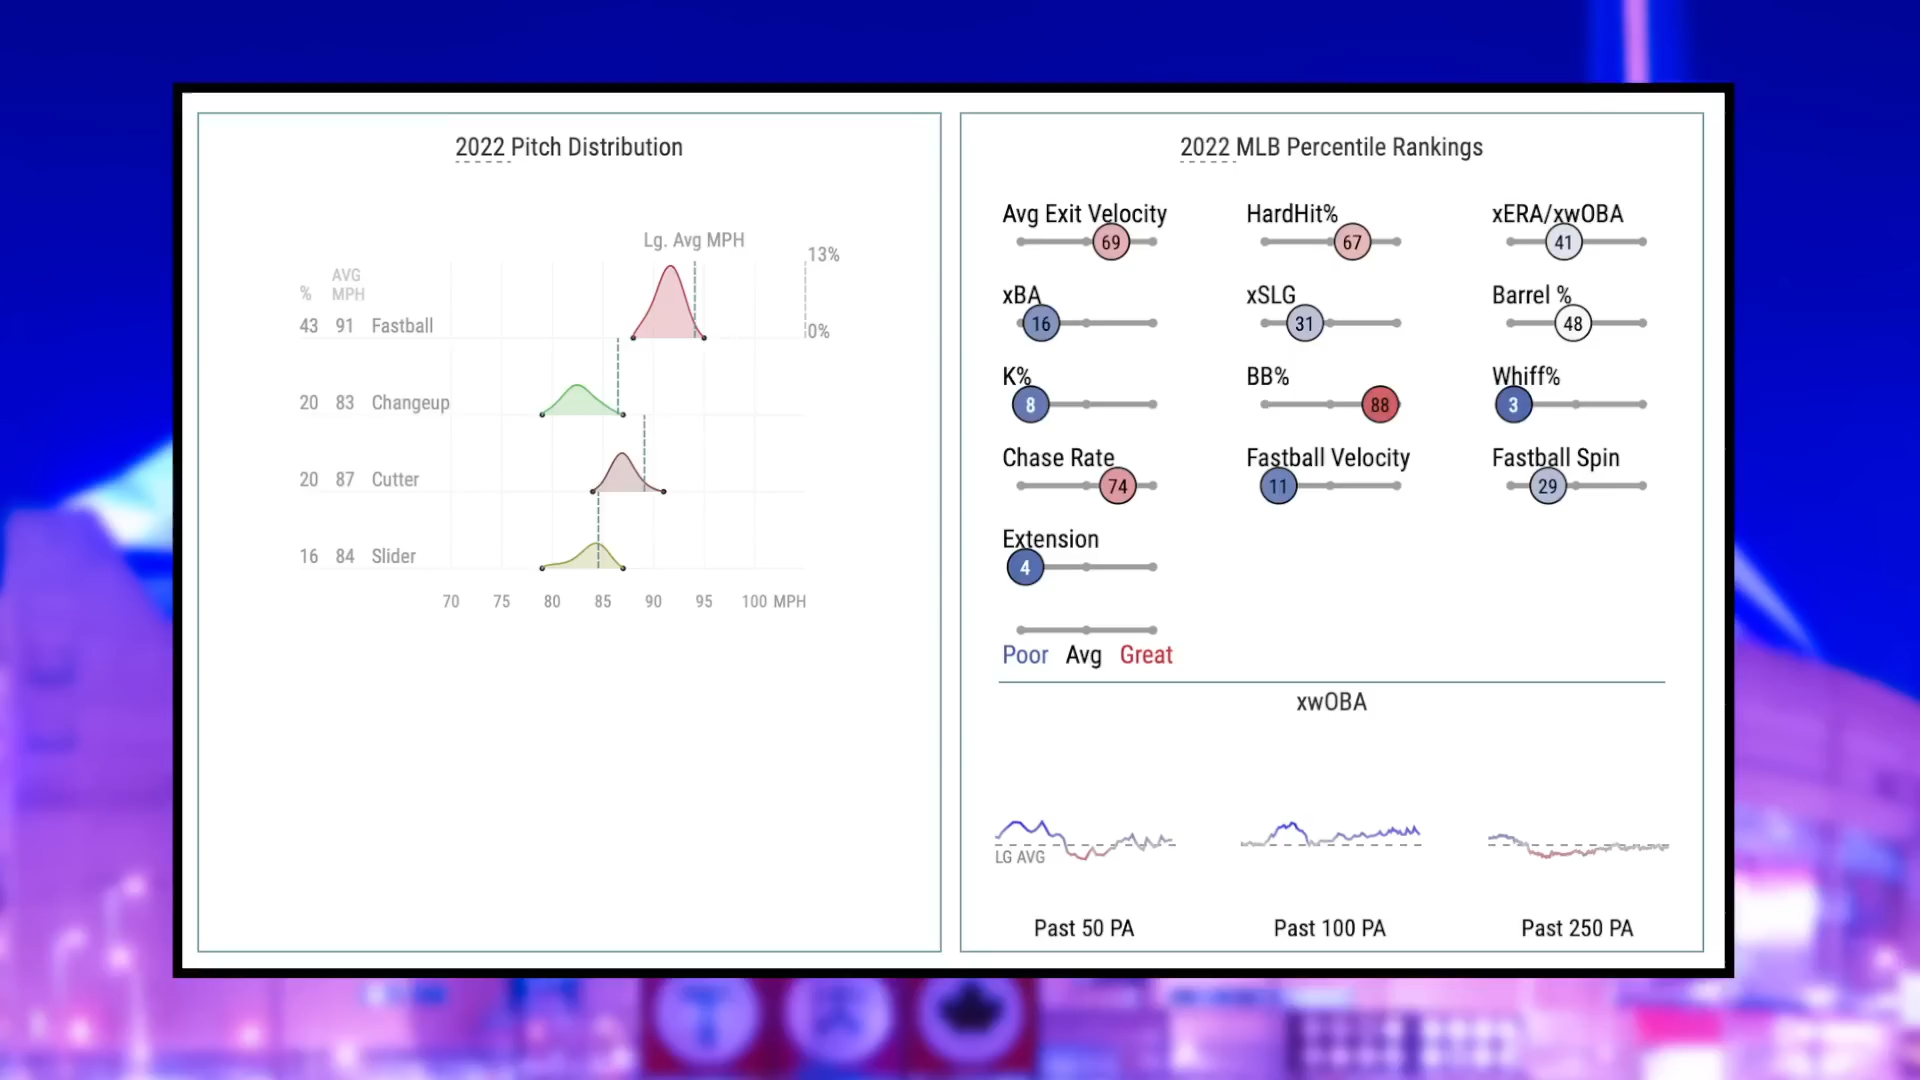 2022 Pitch Distribution
Lg. Avg MPH
13%
AVG
% MPH
43 91 Fastball
0%
20 83 Changeup
20 87 Cutter
16 84 Slider
70 75 80 85 90 95 100 MPH
2022 MLB Percentile Rankings
Avg Exit Velocity HardHit% xERA/xwOBA
69 67 41
xBA xSLG Barrel %
16 31 48
K% BB% Whiff%
8 88 3
Chase Rate Fastball Velocity Fastball Spin
74 11 29
Extension
4
Poor Avg Great
xwOBA
LG AVG
Past 50 PA Past 100 PA Past 250 PA